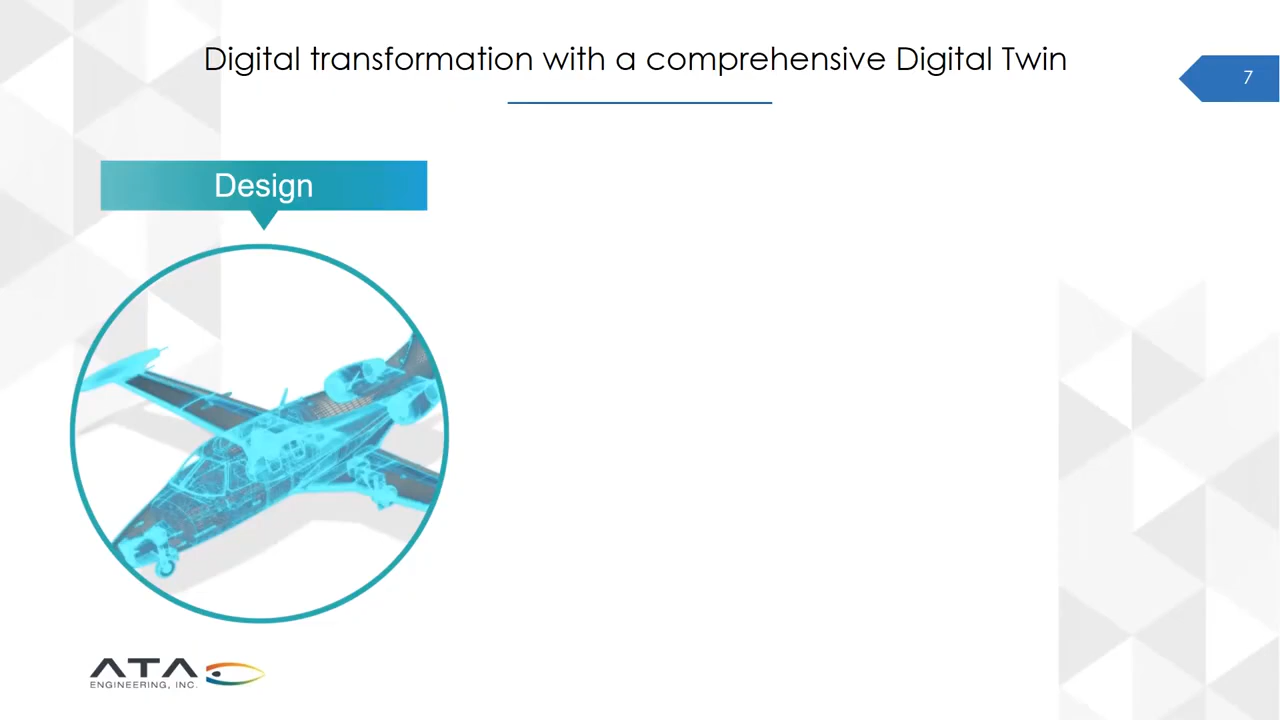 Digital transformation with a comprehensive Digital Twin
7
Design
ATA
ENGINEERING, INC.